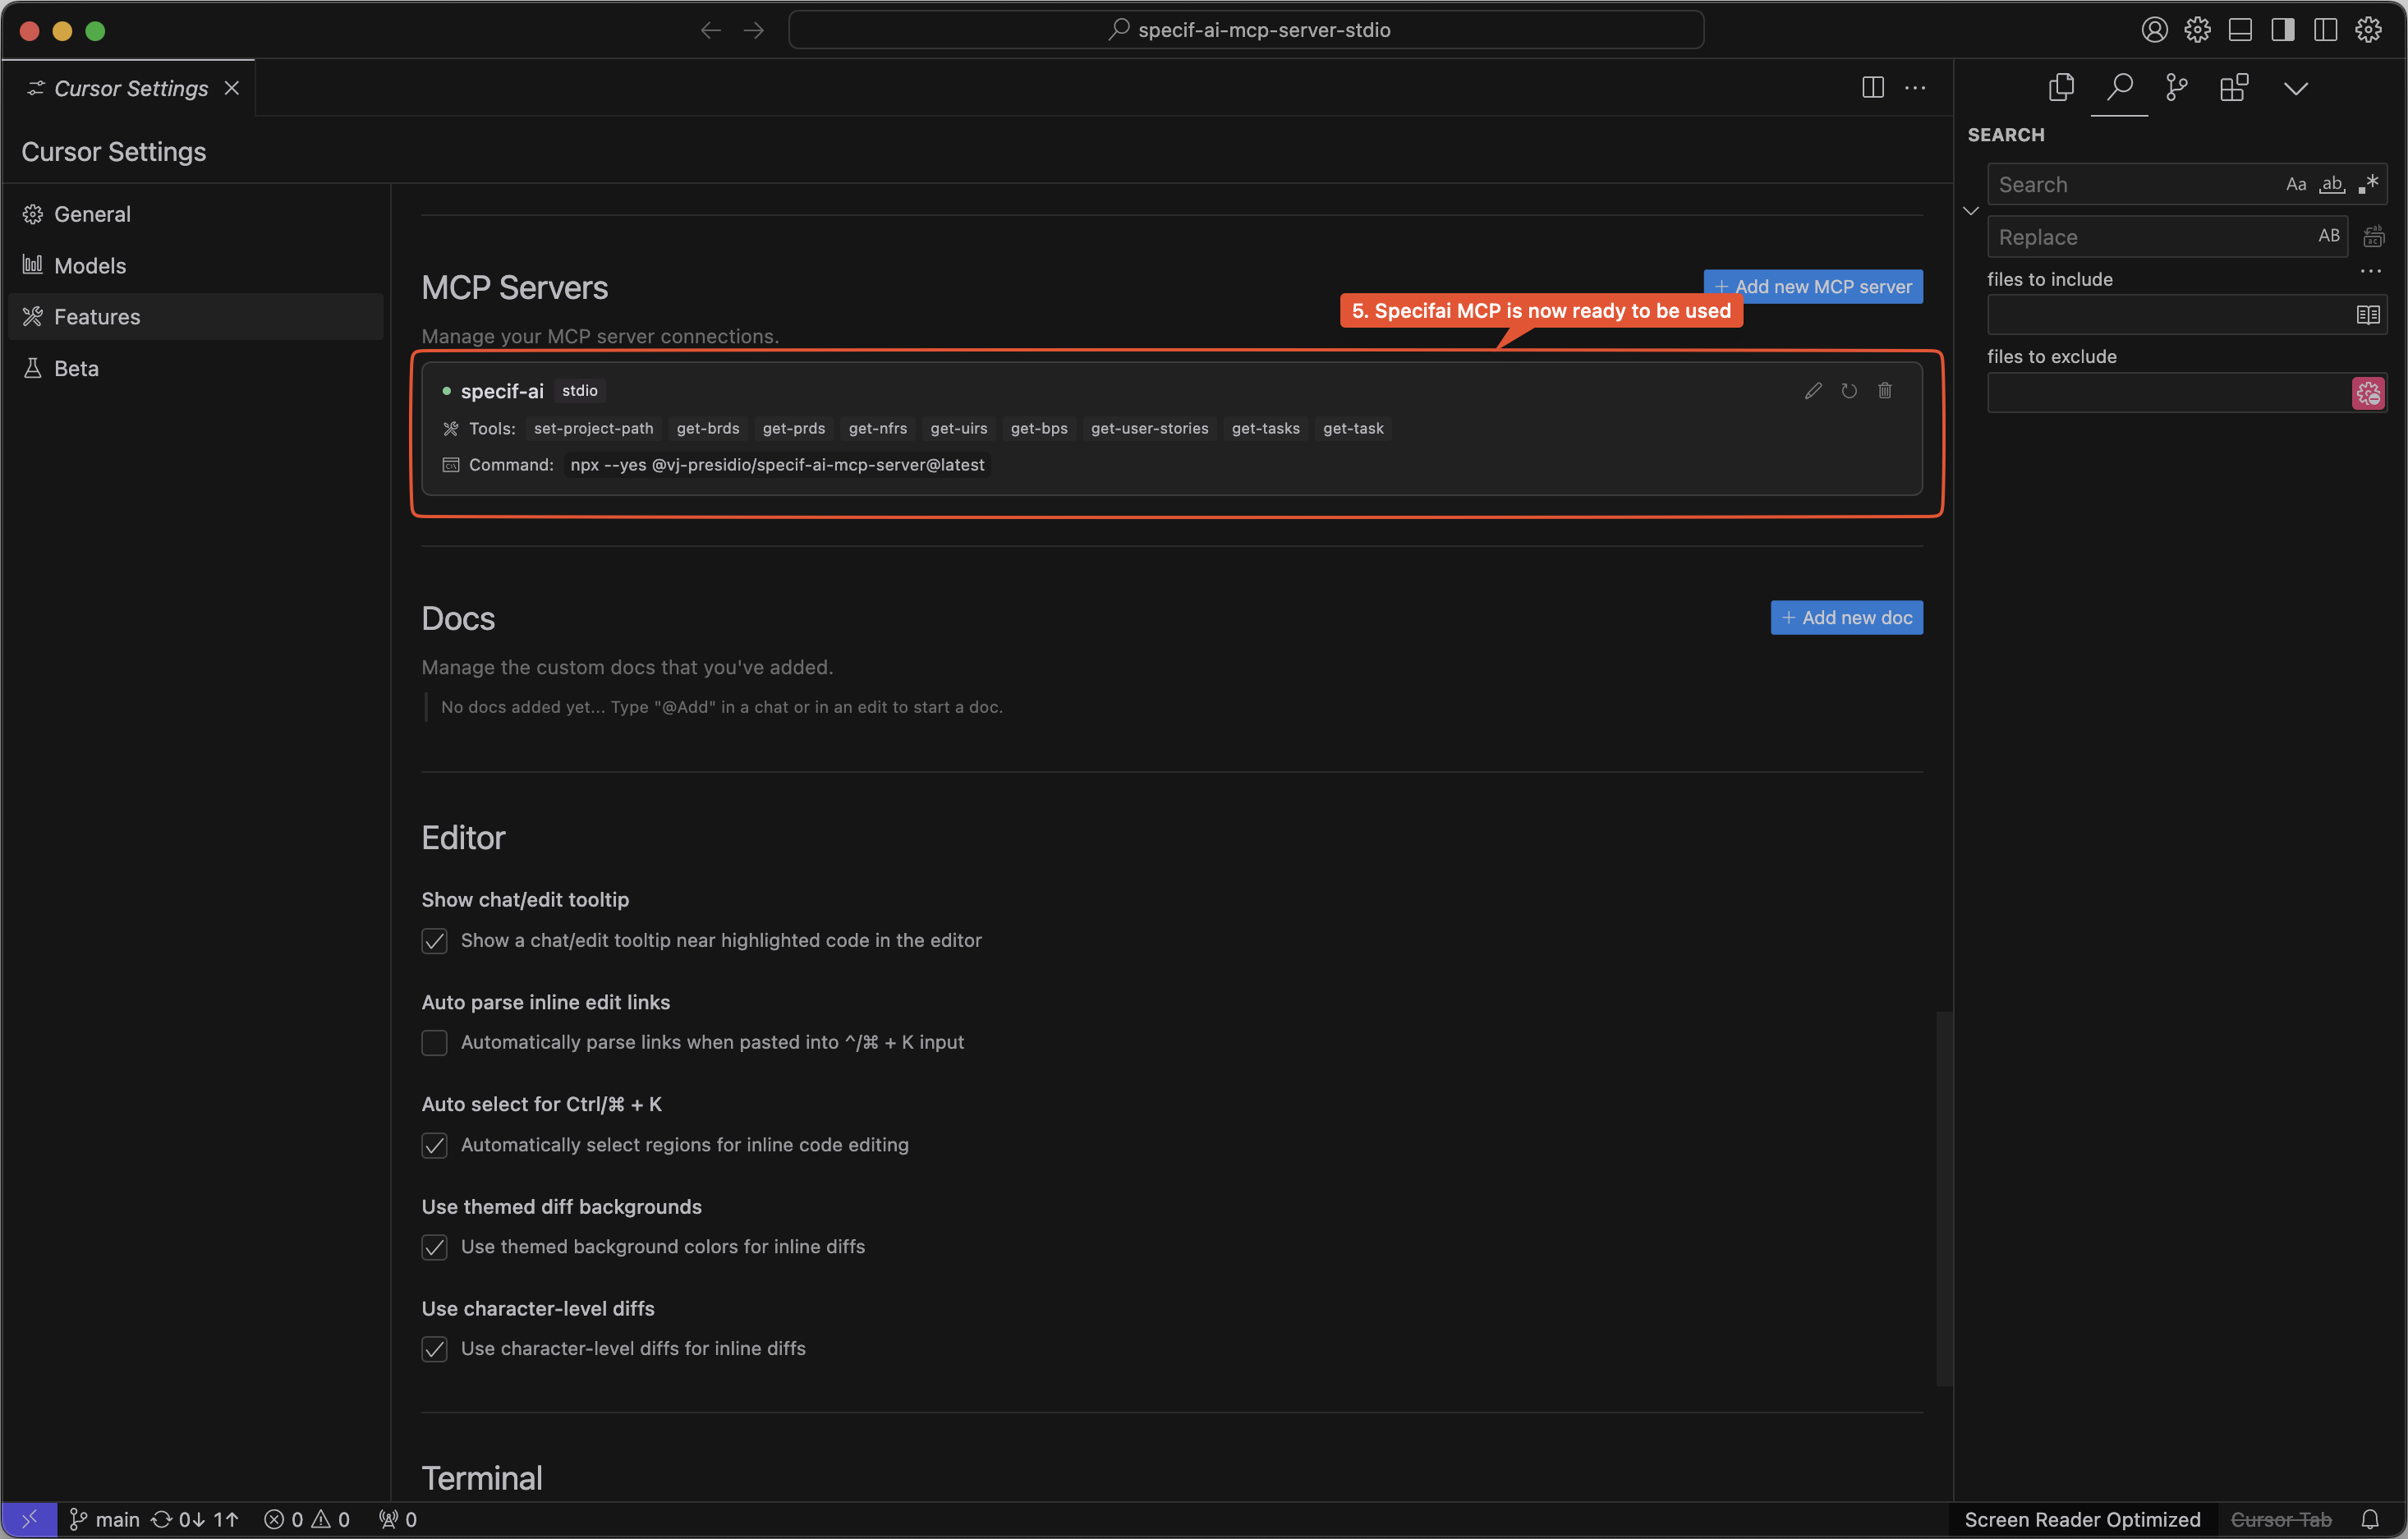 specif-ai-mcp-server-stdio
Cursor Settings
Cursor Settings
General
Models
Features
Beta
MCP Servers
+ Add new MCP server
5. Specifai MCP is now ready to be used
Manage your MCP server connections.
specif-ai stdio
Tools: set-project-path get-brds get-prds get-nfrs get-uirs get-bps get-user-stories get-tasks get-task
Command: npx --yes @vj-presidio/specif-ai-mcp-server@latest
Docs
+ Add new doc
Manage the custom docs that you've added.
No docs added yet... Type "@Add" in a chat or in an edit to start a doc.
Editor
Show chat/edit tooltip
Show a chat/edit tooltip near highlighted code in the editor
Auto parse inline edit links
Automatically parse links when pasted into ^/⌘ + K input
Auto select for Ctrl/⌘ + K
Automatically select regions for inline code editing
Use themed diff backgrounds
Use themed background colors for inline diffs
Use character-level diffs
Use character-level diffs for inline diffs
Terminal
SEARCH
Search Aa ab .*
Replace AB
files to include
files to exclude
main 0↓ 1↑ 0 0 0
Screen Reader Optimized Cursor Tab